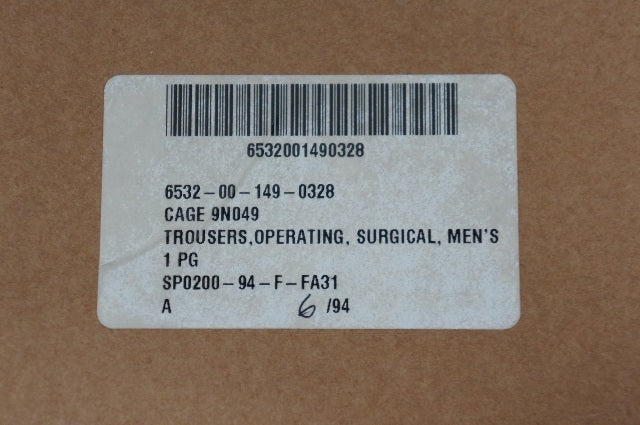 6532001490328
6532-00-149-0328
CAGE 9N049
TROUSERS,OPERATING, SURGICAL, MEN'S
1 PG
SP0200-94-F-FA31
A 6 /94